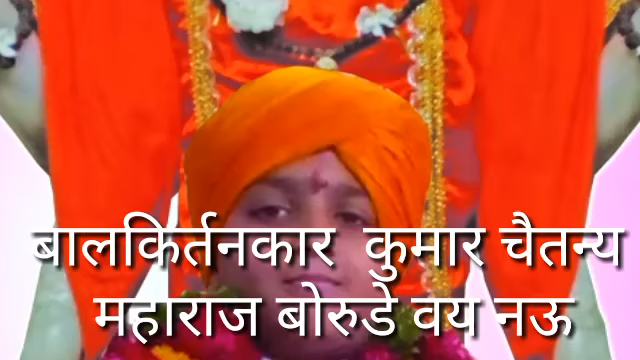 बालकिर्तनकार कुमार चैतन्य
महाराज बोरुडे वय नऊ